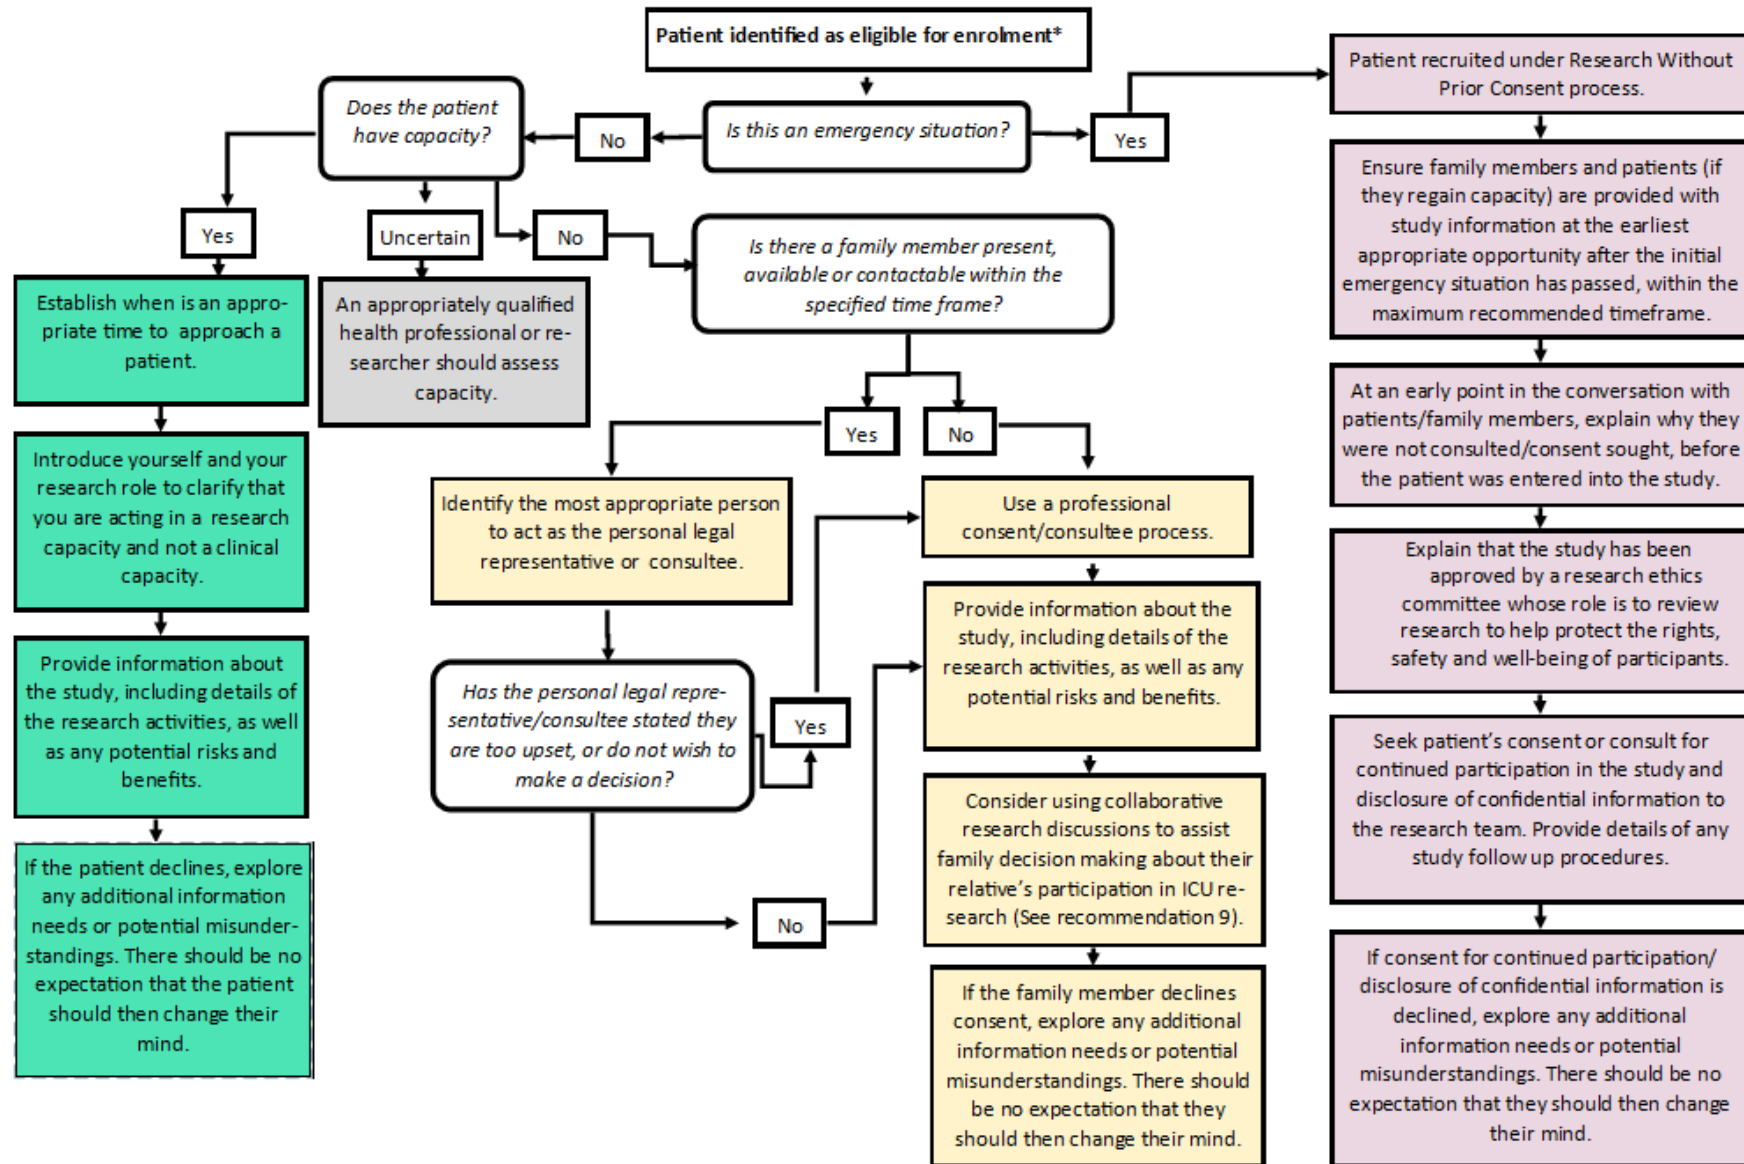 Patient identified as eligible for enrolment*
Is this an emergency situation?
No
Yes
Does the patient
have capacity?
Yes
Uncertain
No
Establish when is an appro-
priate time to approach a
patient.
Introduce yourself and your
research role to clarify that
you are acting in a research
capacity and not a clinical
capacity.
Provide information about
the study, including details of
the research activities, as well
as any potential risks and
benefits.
If the patient declines, explore
any additional information
needs or potential misunder-
standings. There should be no
expectation that the patient
should then change their
mind.
An appropriately qualified
health professional or re-
searcher should assess
capacity.
Is there a family member present,
available or contactable within the
specified time frame?
Yes
No
Identify the most appropriate person
to act as the personal legal
representative or consultee.
Has the personal legal repre-
sentative/consultee stated they
are too upset, or do not wish to
make a decision?
Yes
No
Use a professional
consent/consultee process.
Provide information about the
study, including details of the
research activities, as well as any
potential risks and benefits.
Consider using collaborative
research discussions to assist
family decision making about their
relative's participation in ICU re-
search (See recommendation 9).
If the family member declines
consent, explore any additional
information needs or potential
misunderstandings. There should
be no expectation that they
should then change their mind.
Patient recruited under Research Without
Prior Consent process.
Ensure family members and patients (if
they regain capacity) are provided with
study information at the earliest
appropriate opportunity after the initial
emergency situation has passed, within the
maximum recommended timeframe.
At an early point in the conversation with
patients/family members, explain why they
were not consulted/consent sought, before
the patient was entered into the study.
Explain that the study has been
approved by a research ethics
committee whose role is to review
research to help protect the rights,
safety and well-being of participants.
Seek patient's consent or consult for
continued participation in the study and
disclosure of confidential information to
the research team. Provide details of any
study follow up procedures.
If consent for continued participation/
disclosure of confidential information is
declined, explore any additional
information needs or potential
misunderstandings. There should be no
expectation that they should then change
their mind.